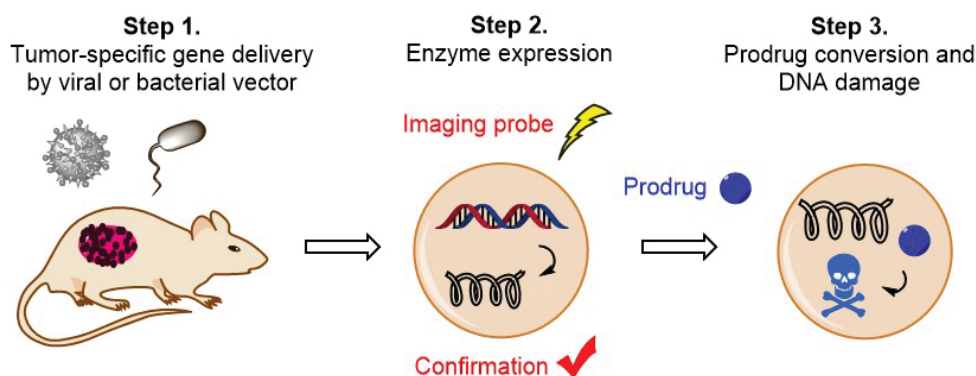 Step 1.
Tumor-specific gene delivery
by viral or bacterial vector
Step 2.
Enzyme expression
Step 3.
Prodrug conversion and
DNA damage
Imaging probe
Prodrug
Confirmation